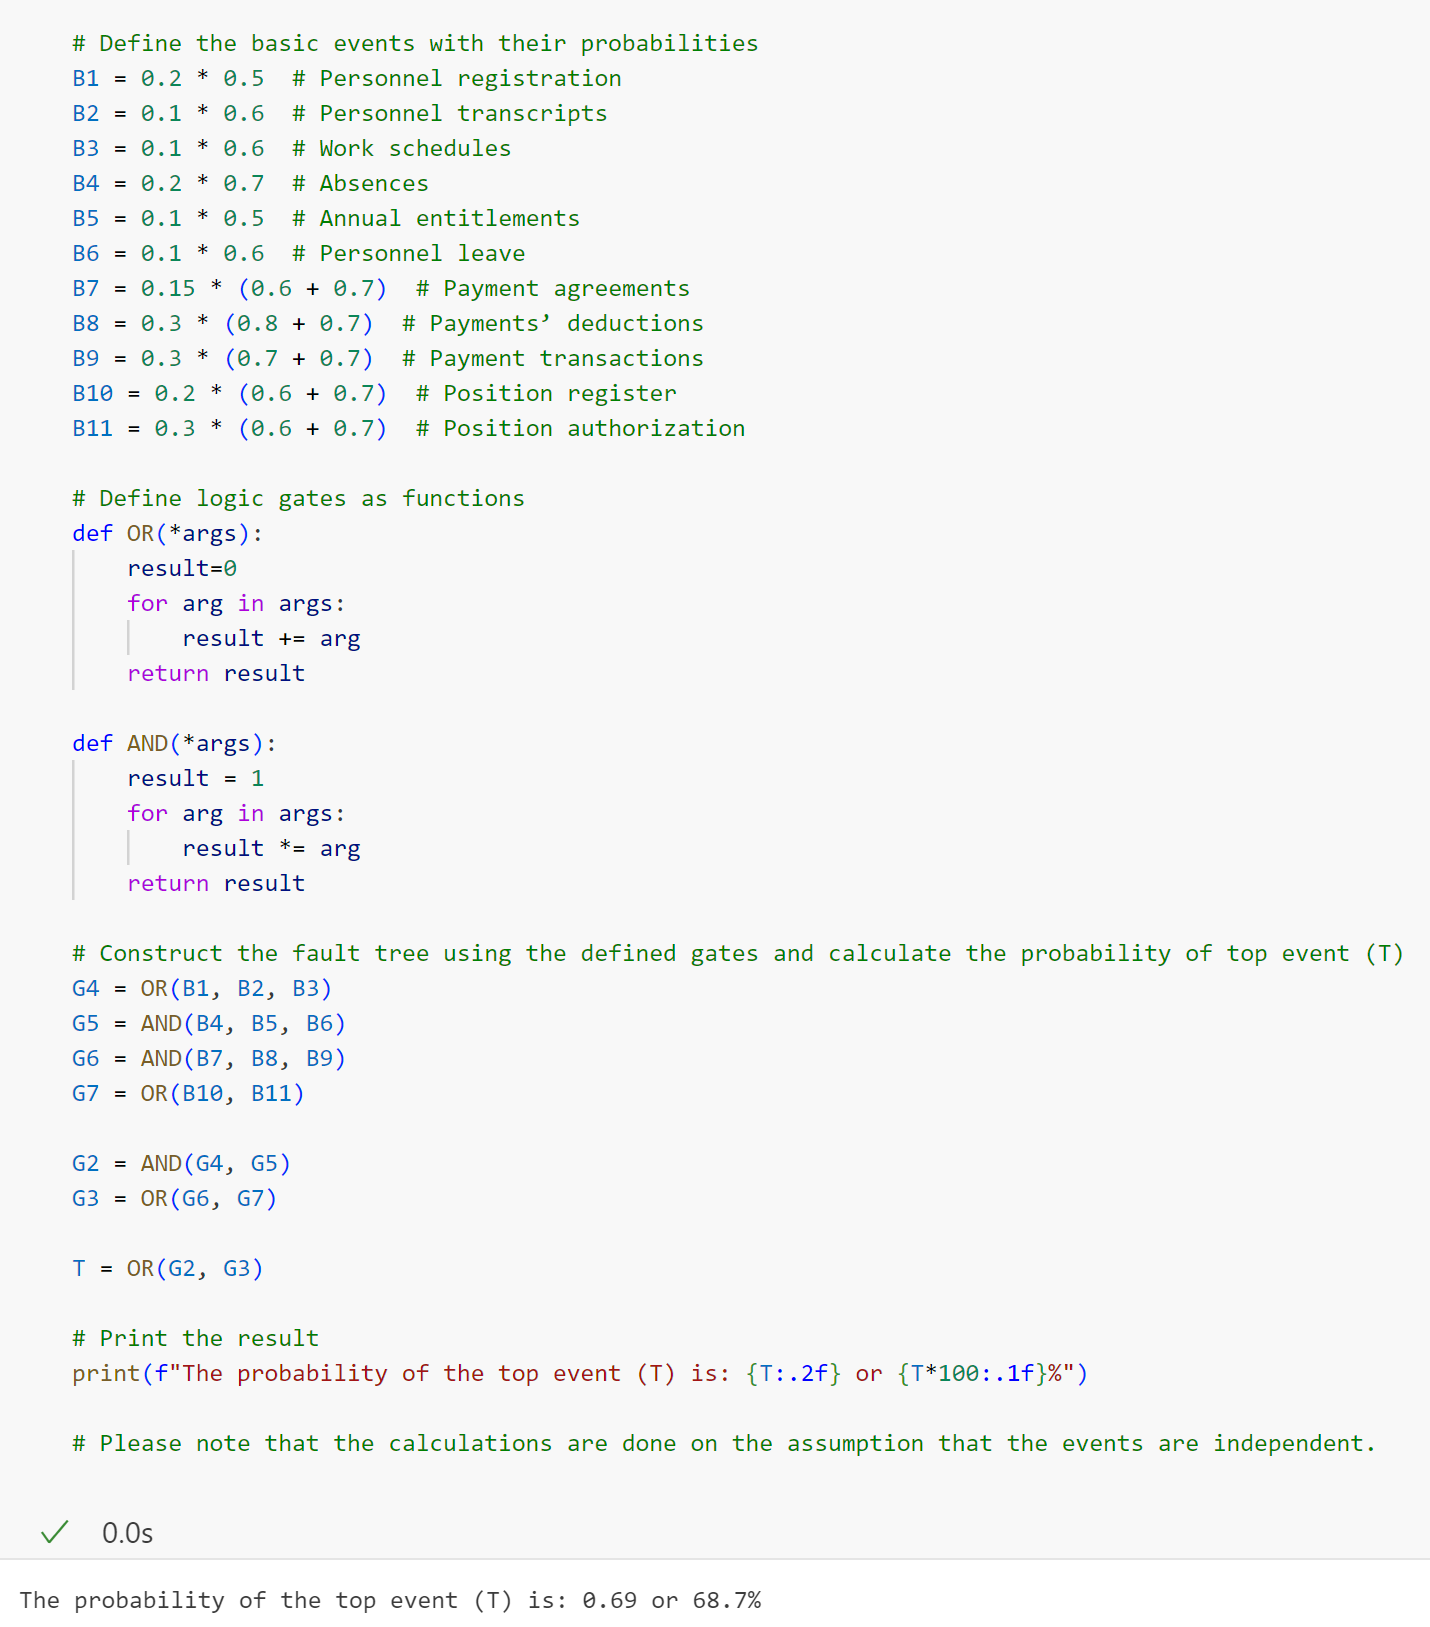 # Define the basic events with their probabilities
B1 = 0.2 * 0.5  # Personnel registration
B2 = 0.1 * 0.6  # Personnel transcripts
B3 = 0.1 * 0.6  # Work schedules
B4 = 0.2 * 0.7  # Absences
B5 = 0.1 * 0.5  # Annual entitlements
B6 = 0.1 * 0.6  # Personnel leave
B7 = 0.15 * (0.6 + 0.7)  # Payment agreements
B8 = 0.3 * (0.8 + 0.7)  # Payments’ deductions
B9 = 0.3 * (0.7 + 0.7)  # Payment transactions
B10 = 0.2 * (0.6 + 0.7)  # Position register
B11 = 0.3 * (0.6 + 0.7)  # Position authorization

# Define logic gates as functions
def OR(*args):
    result=0
    for arg in args:
        result += arg
    return result

def AND(*args):
    result = 1
    for arg in args:
        result *= arg
    return result

# Construct the fault tree using the defined gates and calculate the probability of top event (T)
G4 = OR(B1, B2, B3)
G5 = AND(B4, B5, B6)
G6 = AND(B7, B8, B9)
G7 = OR(B10, B11)

G2 = AND(G4, G5)
G3 = OR(G6, G7)

T = OR(G2, G3)

# Print the result
print(f"The probability of the top event (T) is: {T:.2f} or {T*100:.1f}%")

# Please note that the calculations are done on the assumption that the events are independent.

0.0s
The probability of the top event (T) is: 0.69 or 68.7%